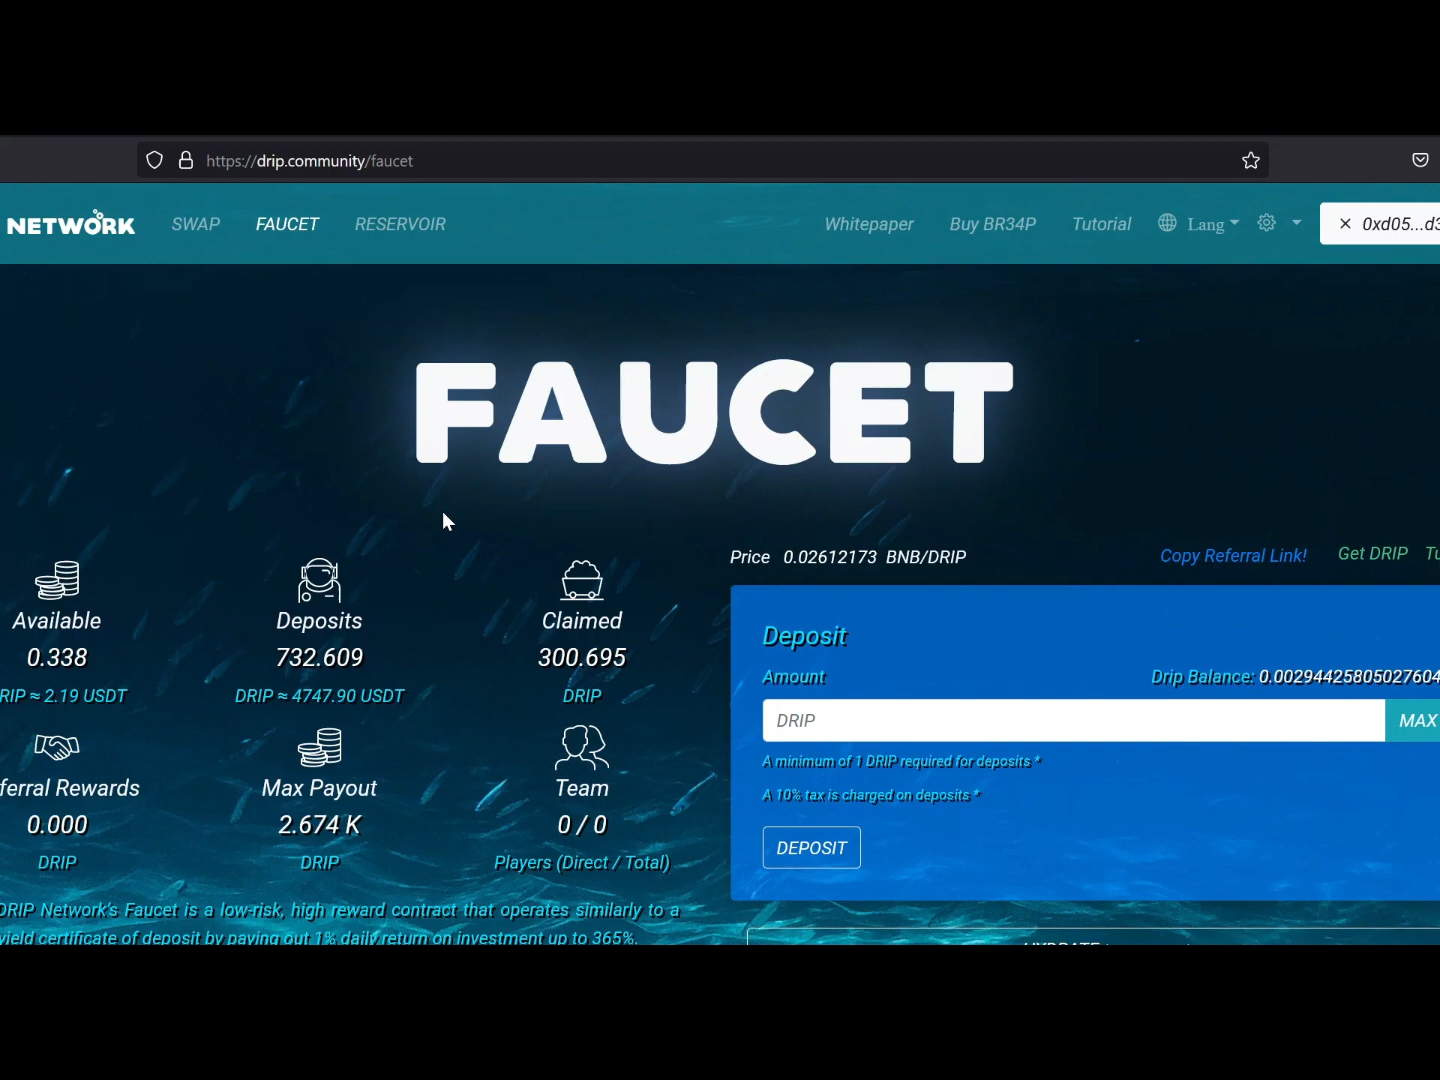 https://drip.community/faucet
NETWORK SWAP FAUCET RESERVOIR Whitepaper Buy BR34P Tutorial Lang × 0xd05...d3
FAUCET
Price 0.02612173 BNB/DRIP Copy Referral Link! Get DRIP Tu
Available Deposits Claimed
0.338 732.609 300.695
RIP ≈ 2.19 USDT DRIP ≈ 4747.90 USDT DRIP
ferral Rewards Max Payout Team
0.000 2.674 K 0 / 0
DRIP DRIP Players (Direct / Total)
DRIP Network's Faucet is a low-risk, high reward contract that operates similarly to a
yield certificate of deposit by paying out 1% daily return on investment up to 365%.
Deposit
Amount Drip Balance: 0.00294425805027604
DRIP MAX
A minimum of 1 DRIP required for deposits *
A 10% tax is charged on deposits *
DEPOSIT